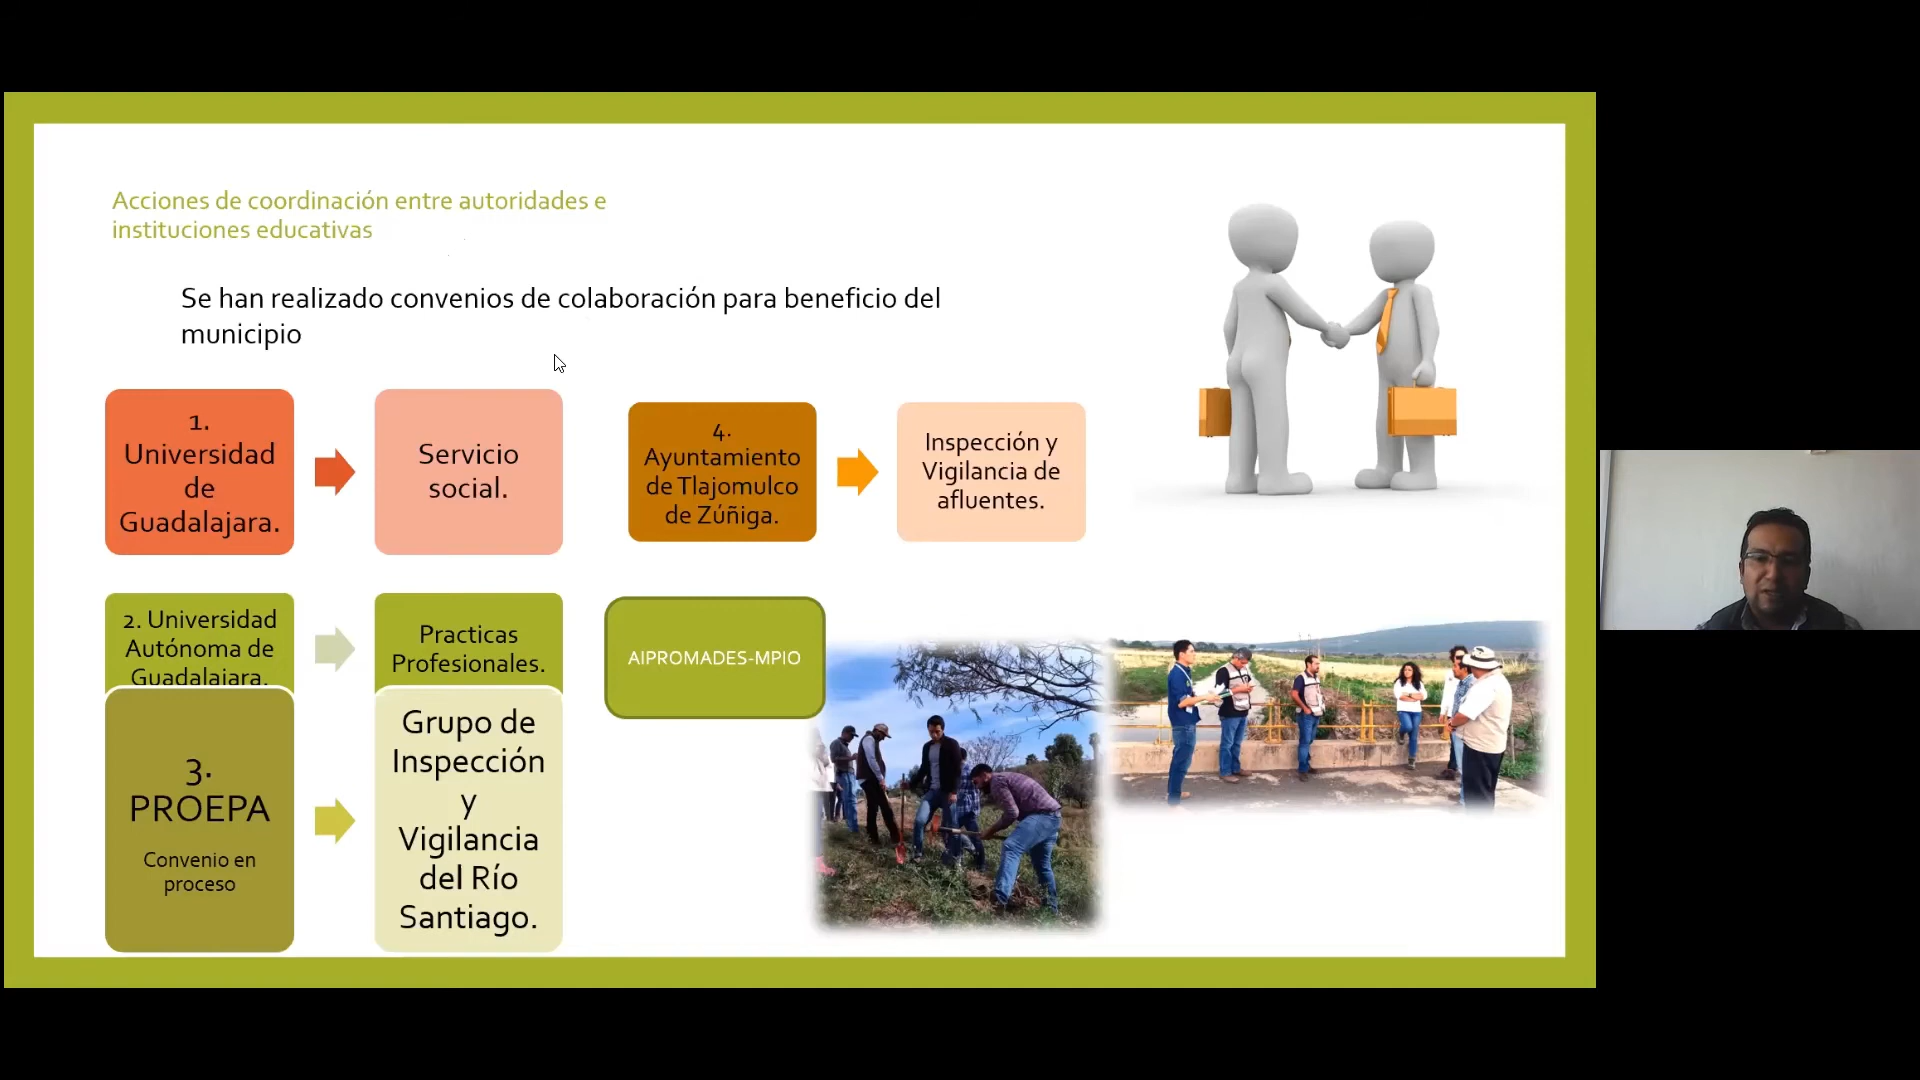 Acciones de coordinación entre autoridades e
instituciones educativas
Se han realizado convenios de colaboración para beneficio del
municipio
1.
Universidad
de
Guadalajara.
Servicio
social.
4.
Ayuntamiento
de Tlajomulco
de Zúñiga.
Inspección y
Vigilancia de
afluentes.
2. Universidad
Autónoma de
Guadalajara.
Practicas
Profesionales.
AIPROMADES-MPIO
3.
PROEPA
Convenio en
proceso
Grupo de
Inspección
y
Vigilancia
del Río
Santiago.